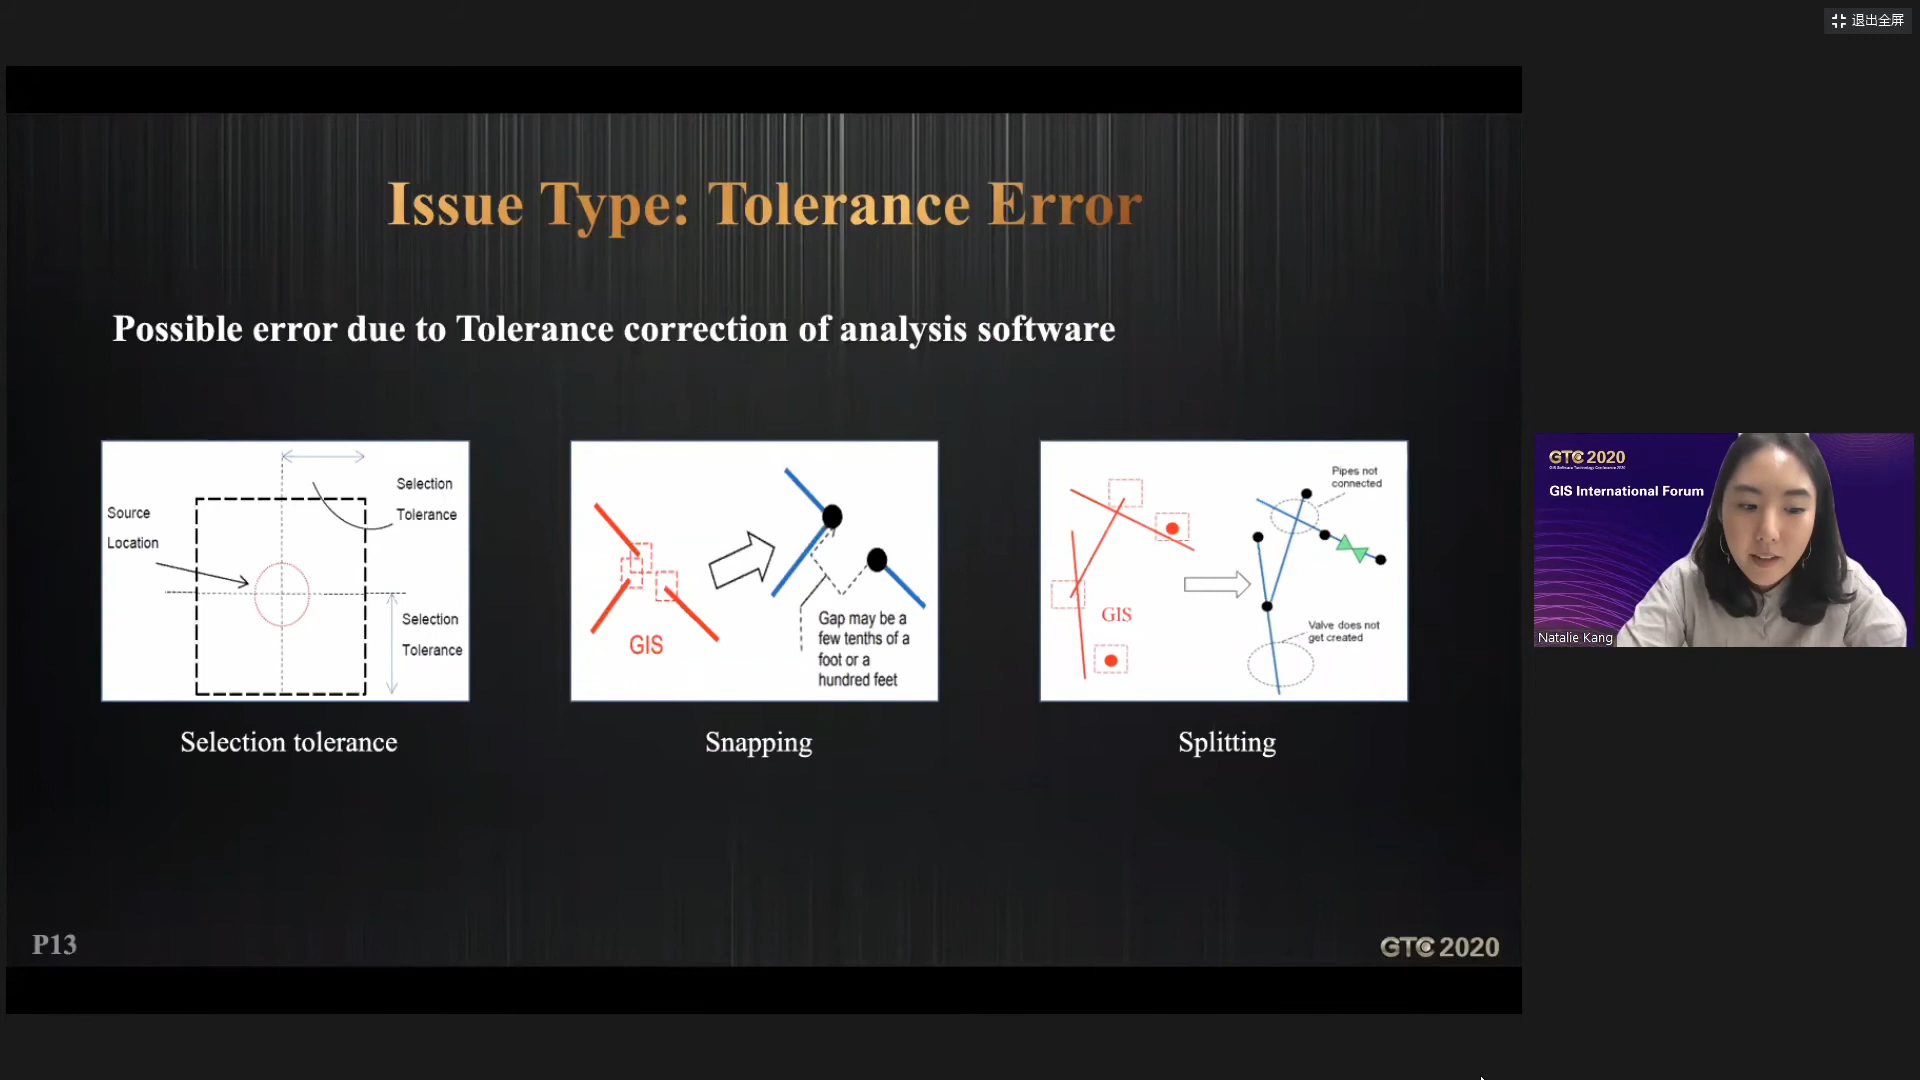 退出全屏
Issue Type: Tolerance Error
Possible error due to Tolerance correction of analysis software
Source
Location
Selection
Tolerance
Selection
Tolerance
Selection tolerance
GIS
Gap may be a
few tenths of a
foot or a
hundred feet
Snapping
GIS
Pipes not
connected
Valve does not
get created
Splitting
P13
GTC 2020
GTC 2020
GIS Software Technology Conference 2020
GIS International Forum
Natalie Kang